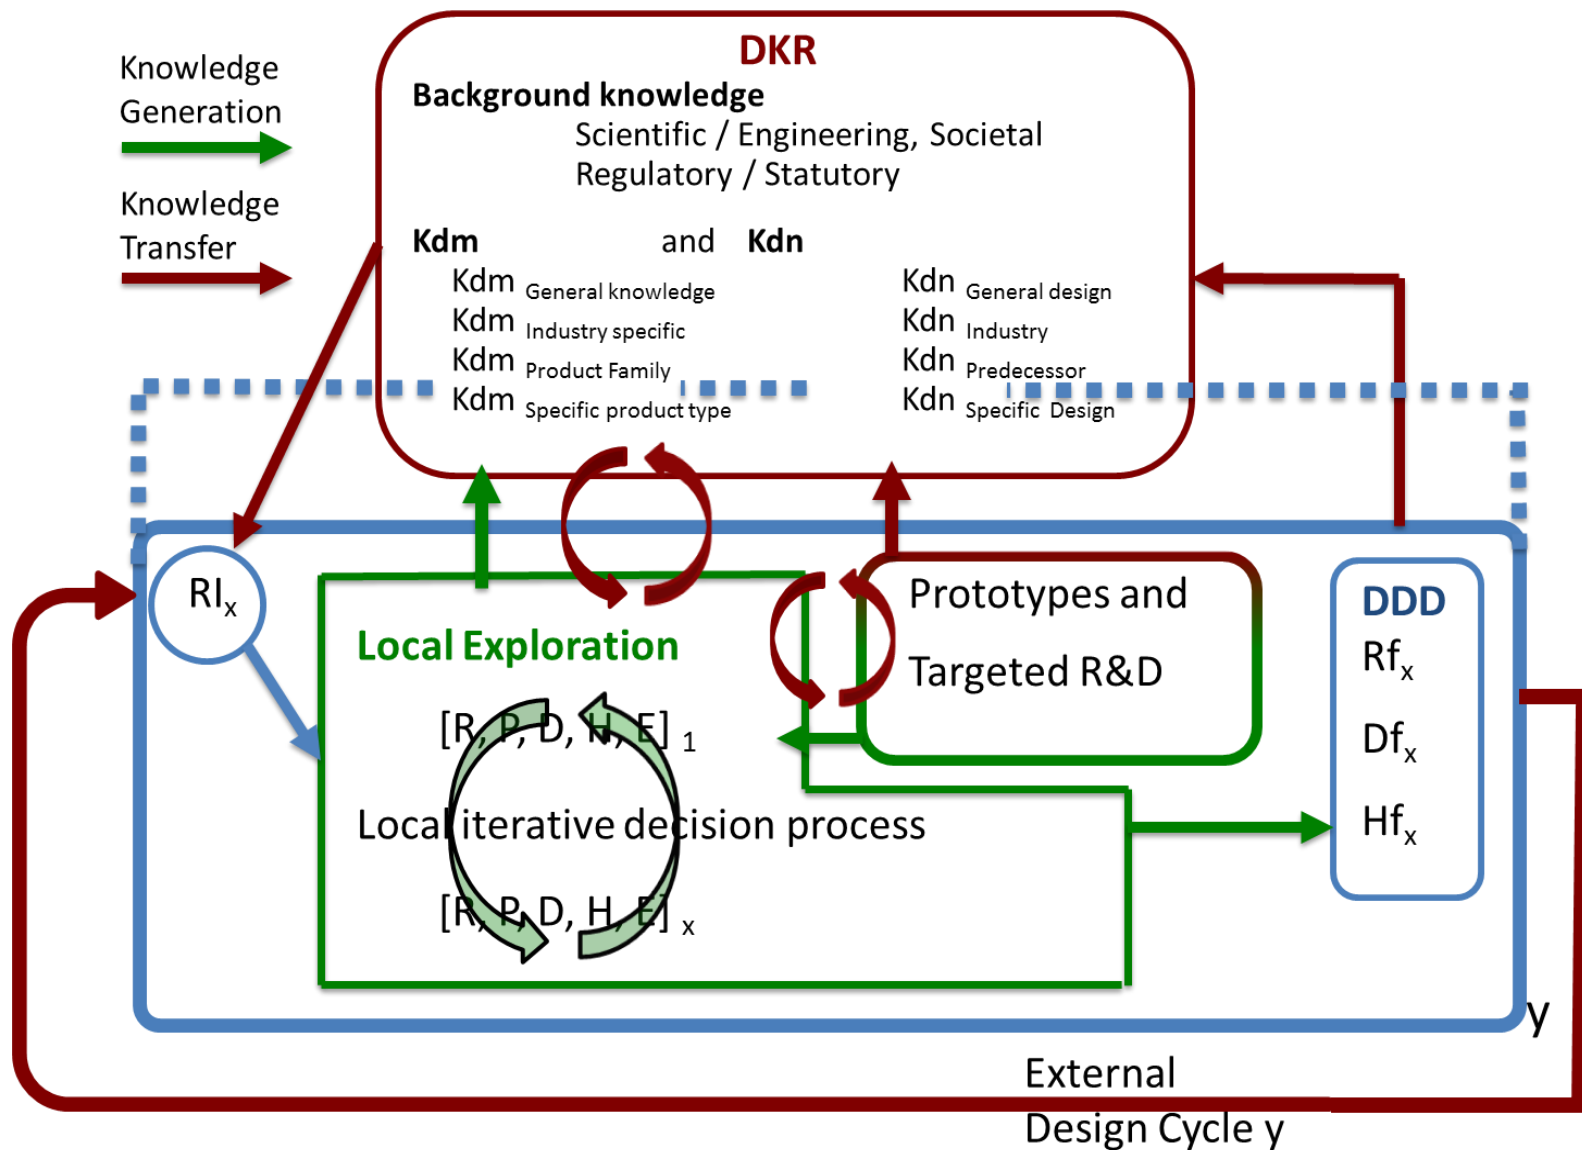 Knowledge
Generation
Knowledge
Transfer
DKR
Background knowledge
Scientific / Engineering, Societal
Regulatory / Statutory
Kdm and Kdn
Kdm General knowledge
Kdm Industry specific
Kdm Product Family
Kdm Specific product type
Kdn General design
Kdn Industry
Kdn Predecessor
Kdn Specific Design
RIx
Local Exploration
[R, P, D, H, E] 1
Local iterative decision process
[R, P, D, H, E] x
Prototypes and
Targeted R&D
DDD
Rfx
Dfx
Hfx
y
External
Design Cycle y